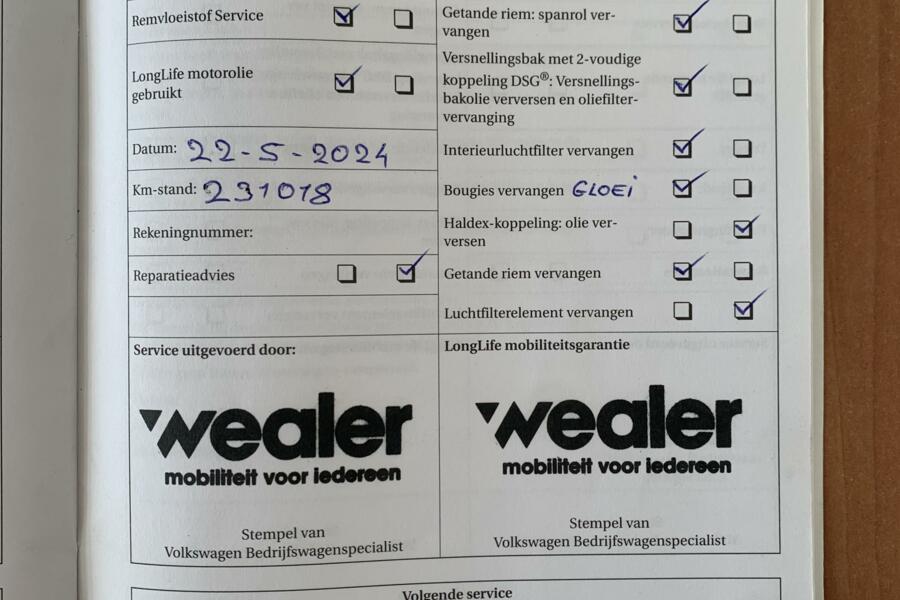 Remvloeistof Service
LongLife motorolie
gebruikt
Datum: 22-5-2024
Km-stand: 231018
Rekeningnummer:
Reparatieadvies
Getande riem: spanrol ver-
vangen
Versnellingsbak met 2-voudige
koppeling DSG®: Versnellings-
bakolie verversen en oliefilter-
vervanging
Interieurluchtfilter vervangen
Bougies vervangen GLOEi
Haldex-koppeling: olie ver-
versen
Getande riem vervangen
Luchtfilterelement vervangen
Service uitgevoerd door:
wealer
mobiliteit voor iedereen
Stempel van
Volkswagen Bedrijfswagenspecialist
LongLife mobiliteitsgarantie
wealer
mobiliteit voor iedereen
Stempel van
Volkswagen Bedrijfswagenspecialist
Volgende service